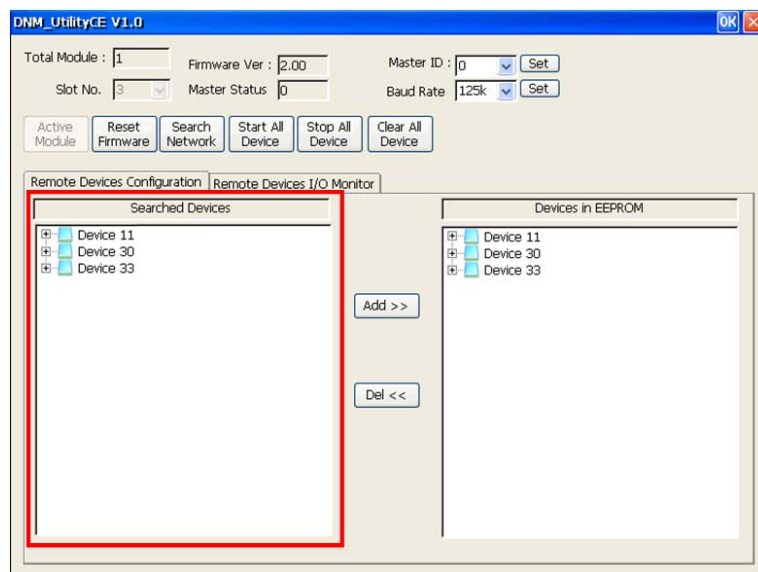 DNM_UtilityCE V1.0 OK
Total Module : 1 Firmware Ver : 2.00 Master ID : 0 Set
Slot No. 3 Master Status 0 Baud Rate 125k Set
Active Module Reset Firmware Search Network Start All Device Stop All Device Clear All Device
Remote Devices Configuration Remote Devices I/O Monitor
Searched Devices Devices in EEPROM
Device 11 Device 11
Device 30 Device 30
Device 33 Device 33
Add >>
Del <<